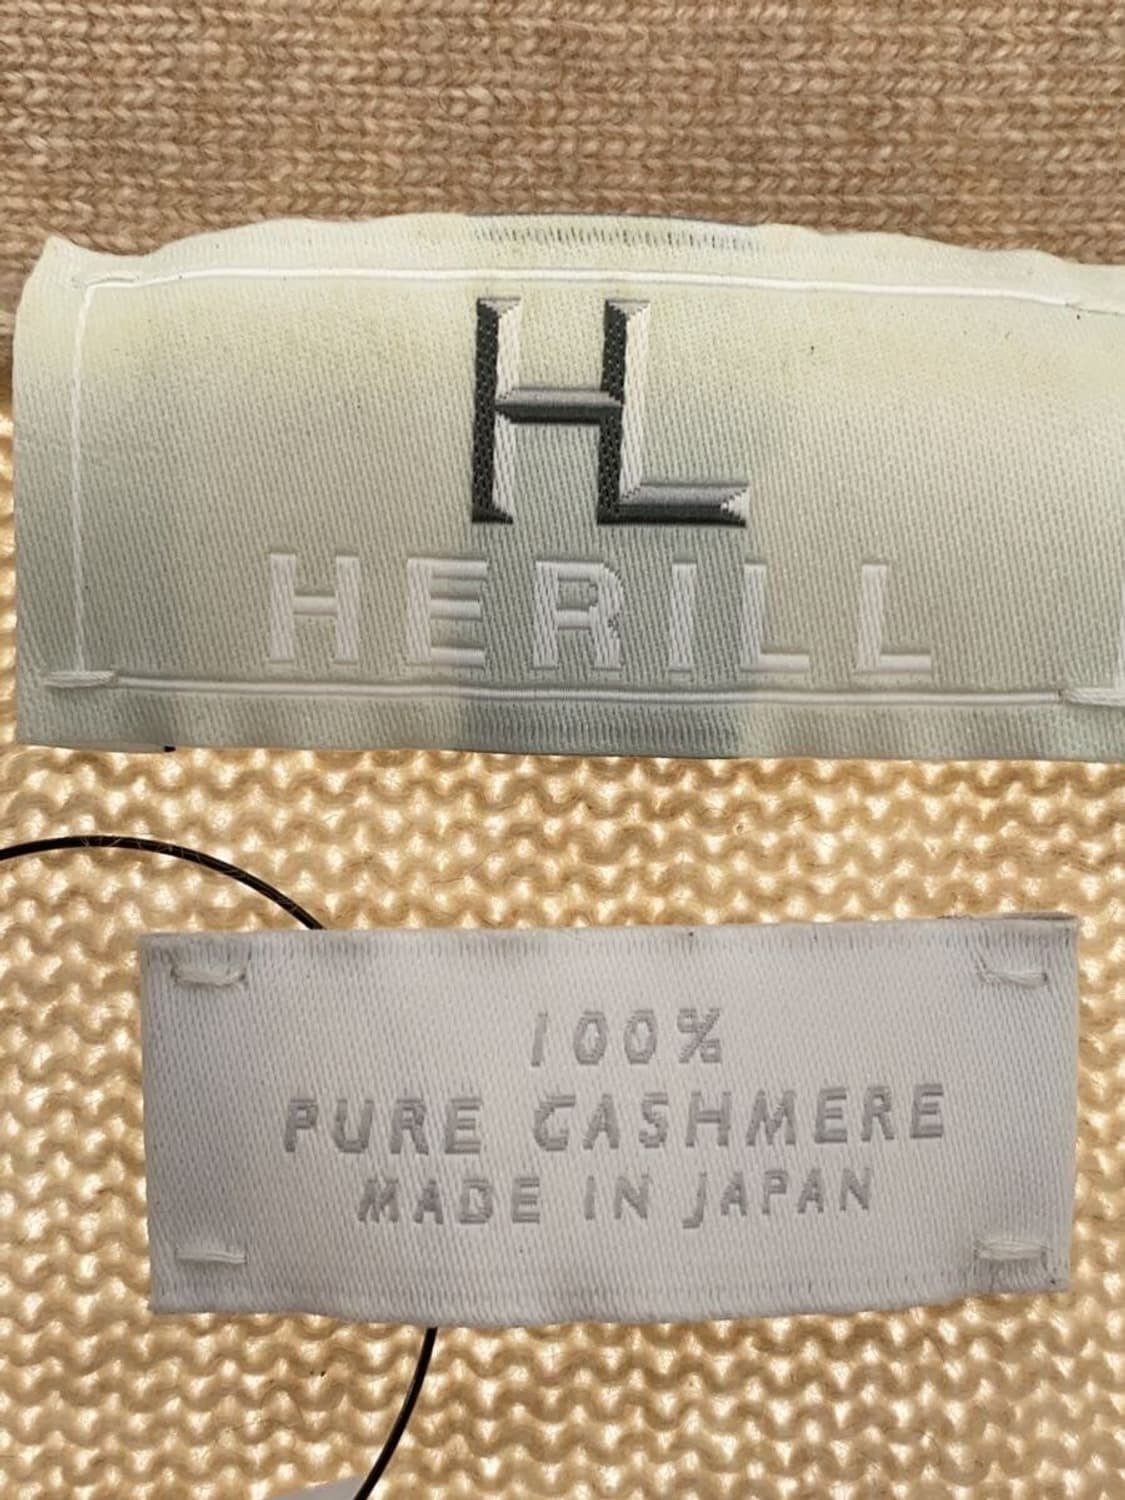 HL
HERILL
100%
PURE CASHMERE
MADE IN JAPAN